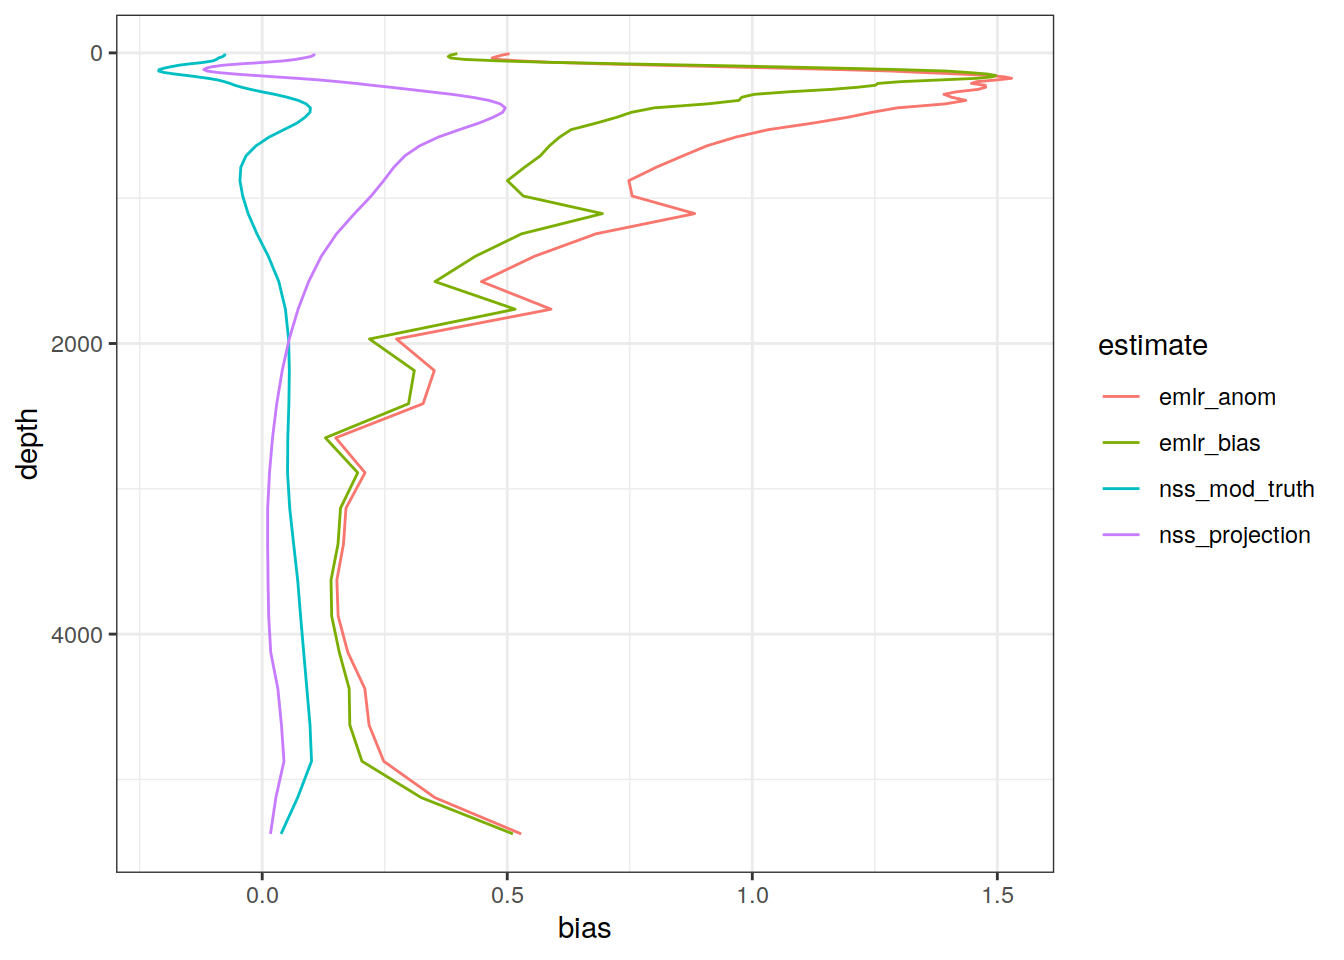 0
2000
4000
depth
0.0
0.5
1.0
1.5
bias
estimate
emlr_anom
emlr_bias
nss_mod_truth
nss_projection